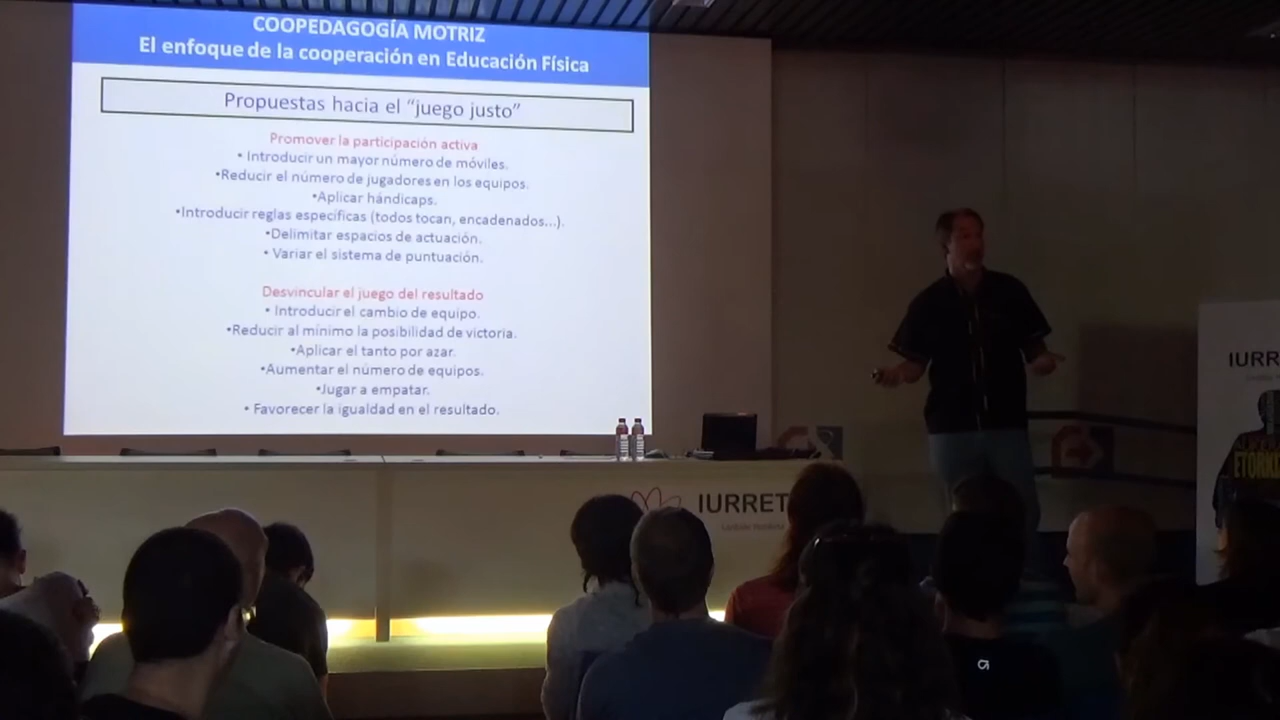 COOPEDAGOGÍA MOTRIZ
El enfoque de la cooperación en Educación Física
Propuestas hacia el “juego justo”
Promover la participación activa
• Introducir un mayor número de móviles.
•Reducir el número de jugadores en los equipos.
•Aplicar hándicaps.
•Introducir reglas específicas (todos tocan, encadenados...).
•Delimitar espacios de actuación.
• Variar el sistema de puntuación.
Desvincular el juego del resultado
• Introducir el cambio de equipo.
•Reducir al mínimo la posibilidad de victoria.
•Aplicar el tanto por azar.
•Aumentar el número de equipos.
•Jugar a empatar.
• Favorecer la igualdad en el resultado.
IURRET
IURR